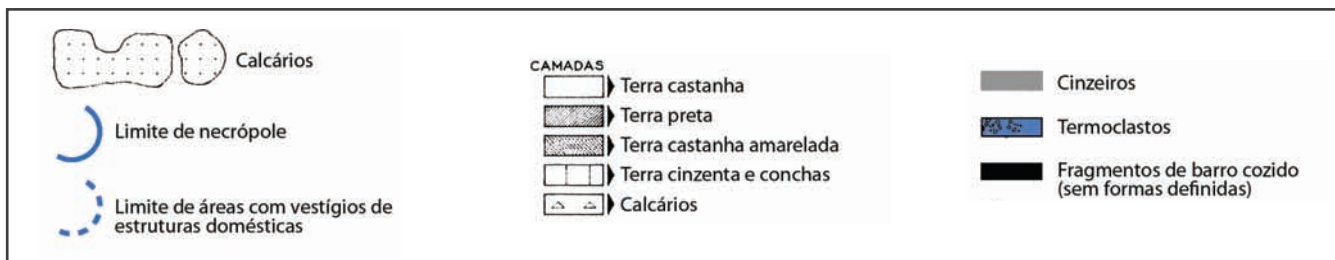 Calcários
Limite de necrópole
Limite de áreas com vestígios de
estruturas domésticas
CAMADAS
Terra castanha
Terra preta
Terra castanha amarelada
Terra cinzenta e conchas
Calcários
Cinzeiros
Termoclastos
Fragmentos de barro cozido
(sem formas definidas)